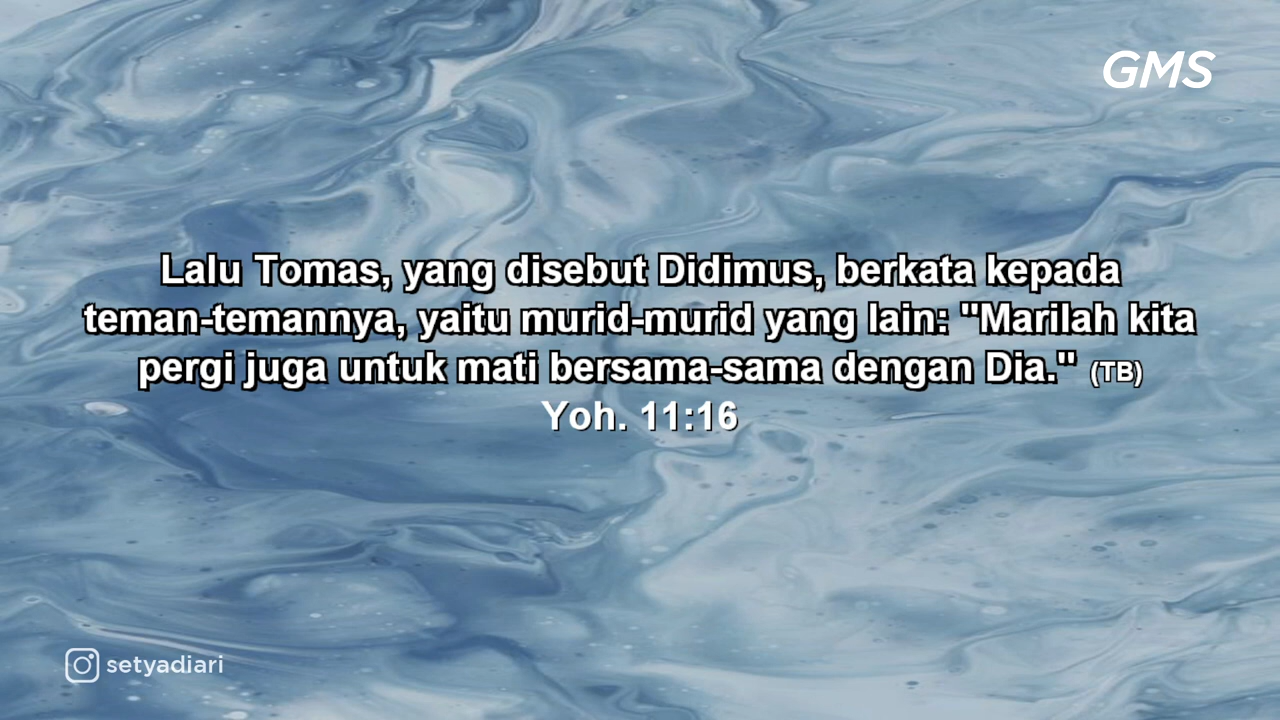 GMS
Lalu Tomas, yang disebut Didimus, berkata kepada
teman-temannya, yaitu murid-murid yang lain: "Marilah kita
pergi juga untuk mati bersama-sama dengan Dia." (TB)
Yoh. 11:16
setyadiari